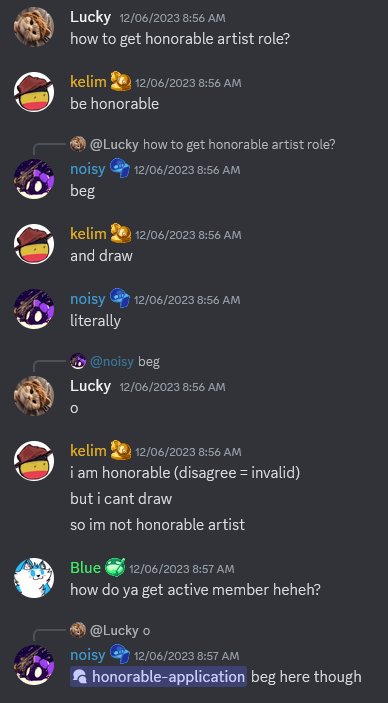 Lucky 12/06/2023 8:56 AM
how to get honorable artist role?
kelim 12/06/2023 8:56 AM
be honorable
@Lucky how to get honorable artist role?
noisy 12/06/2023 8:56 AM
beg
kelim 12/06/2023 8:56 AM
and draw
noisy 12/06/2023 8:56 AM
literally
@noisy beg
Lucky 12/06/2023 8:56 AM
o
kelim 12/06/2023 8:56 AM
i am honorable (disagree = invalid)
but i cant draw
so im not honorable artist
Blue 12/06/2023 8:57 AM
how do ya get active member heheh?
@Lucky o
noisy 12/06/2023 8:57 AM
honorable-application beg here though